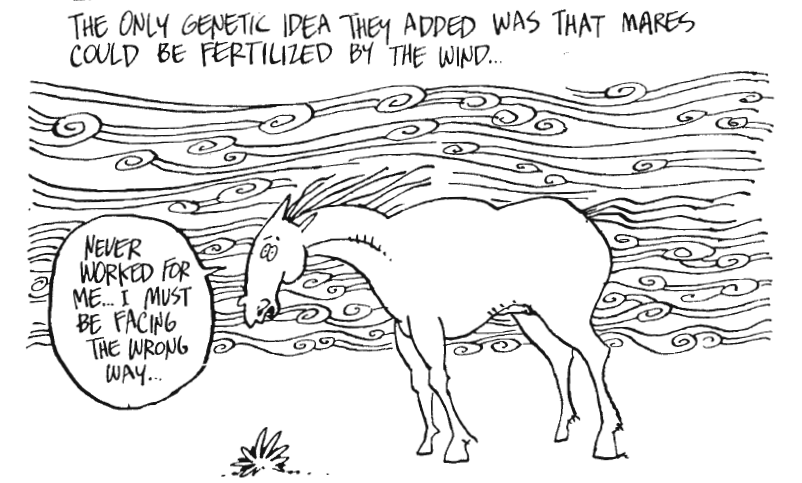 THE ONLY GENETIC IDEA THEY ADDED WAS THAT MARES
COULD BE FERTILIZED BY THE WIND...
NEVER
WORKED FOR
ME... I MUST
BE FACING
THE WRONG
WAY...